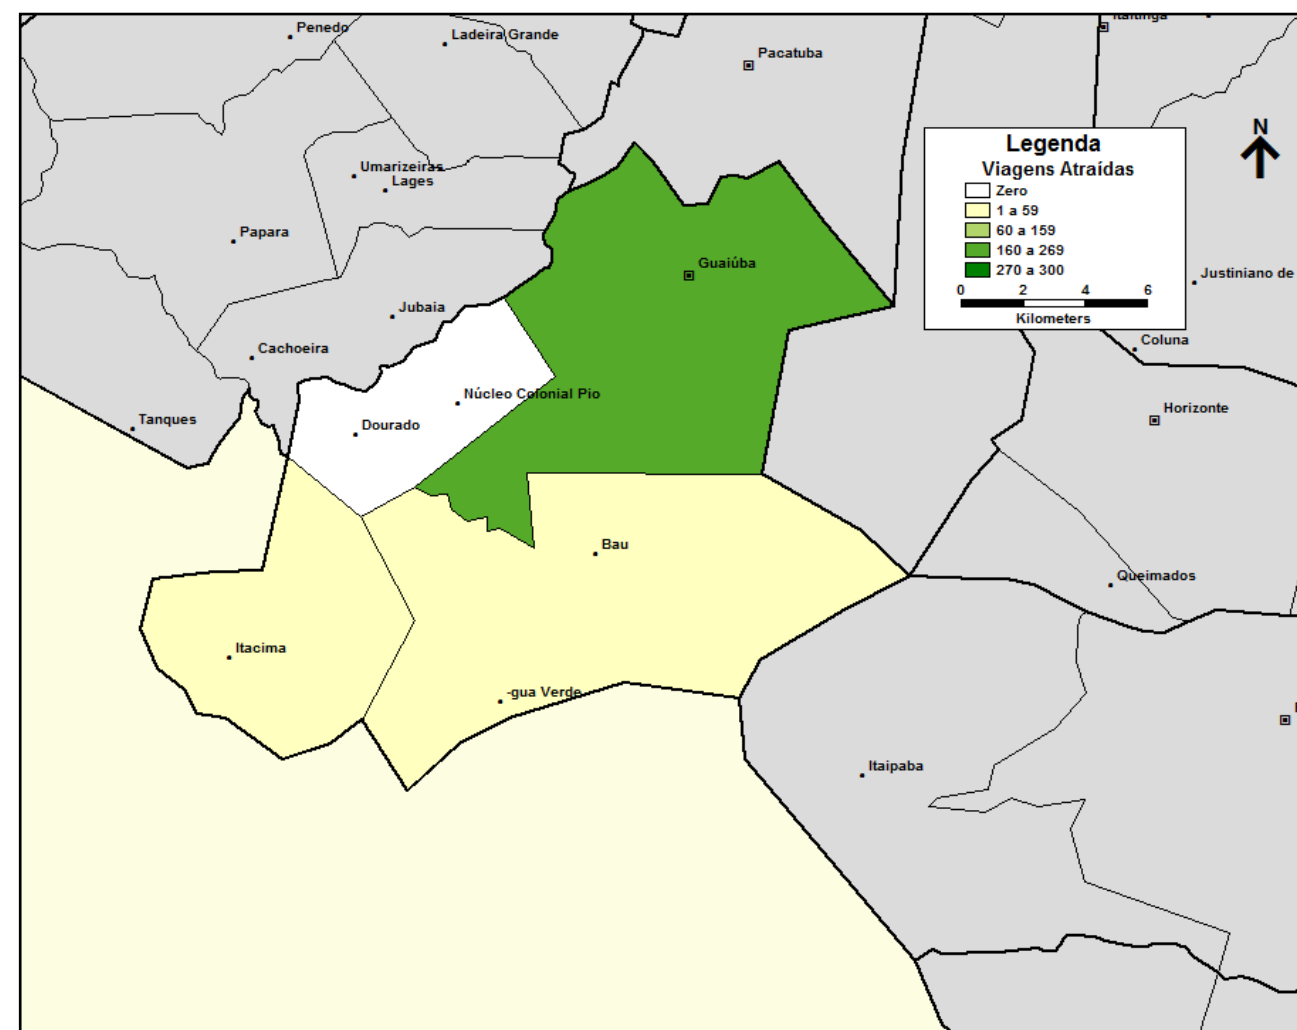 Penedo
Ladeira Grande
Pacatuba
Itaitinga
N
Legenda
Viagens Atraídas
Zero
1 a 59
60 a 159
160 a 269
270 a 300
0 2 4 6
Kilometers
Umarizeiras
Lages
Papara
Guaiúba
Justiniano de
Jubaia
Cachoeira
Coluna
Núcleo Colonial Pio
Horizonte
Tanques
Dourado
Bau
Queimados
Itacima
-gua Verde
Itaipaba